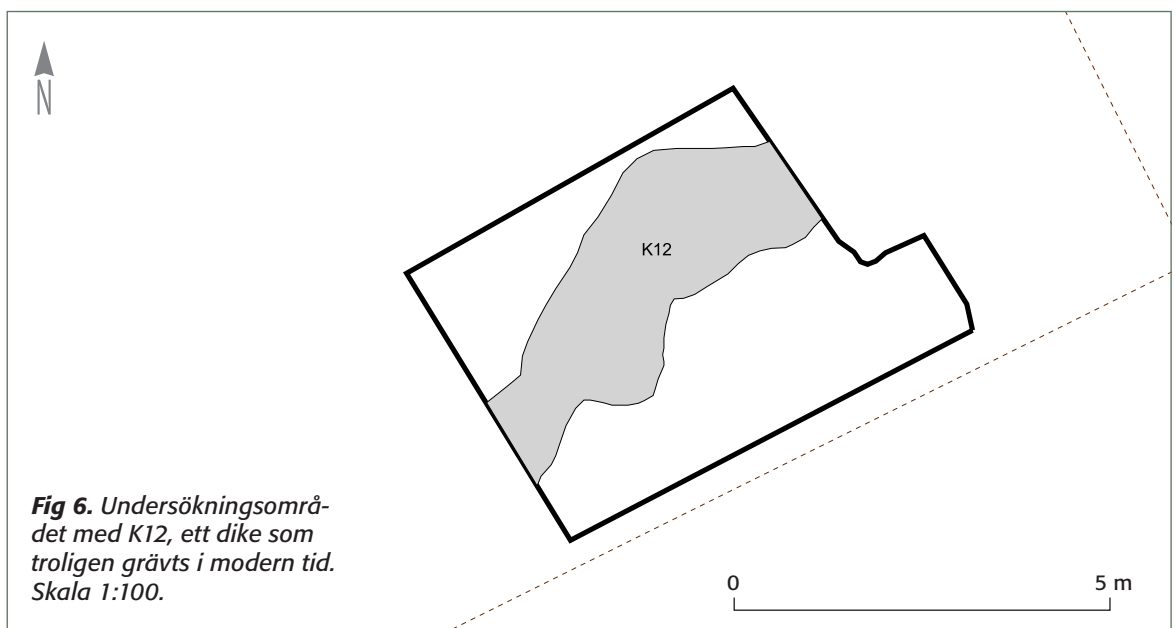 N
K12
Fig 6. Undersökningsområ-
det med K12, ett dike som
troligen grävts i modern tid.
Skala 1:100.
0 5 m